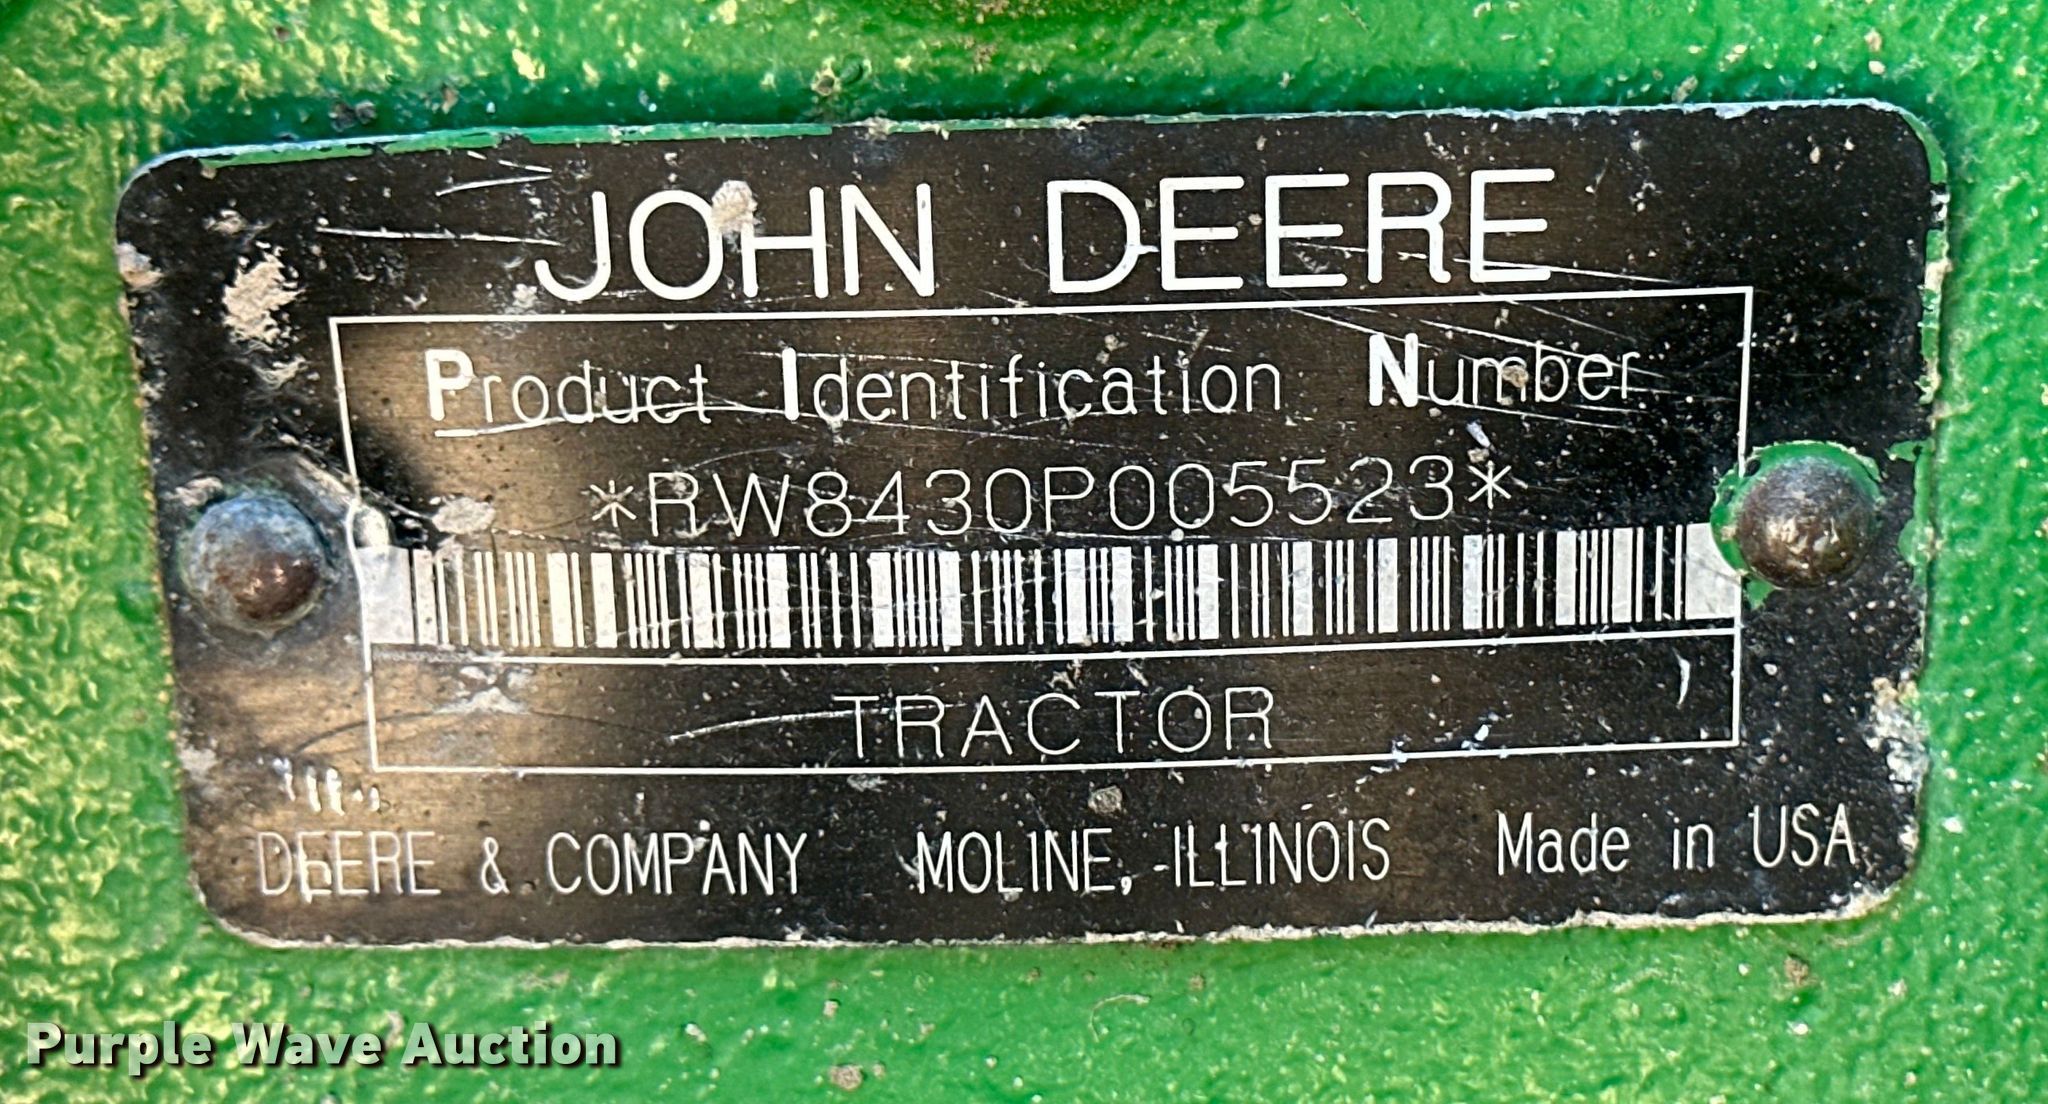 JOHN DEERE
Product Identification Number
*RW8430P005523*
TRACTOR
DEERE & COMPANY MOLINE, ILLINOIS Made in USA
Purple Wave Auction